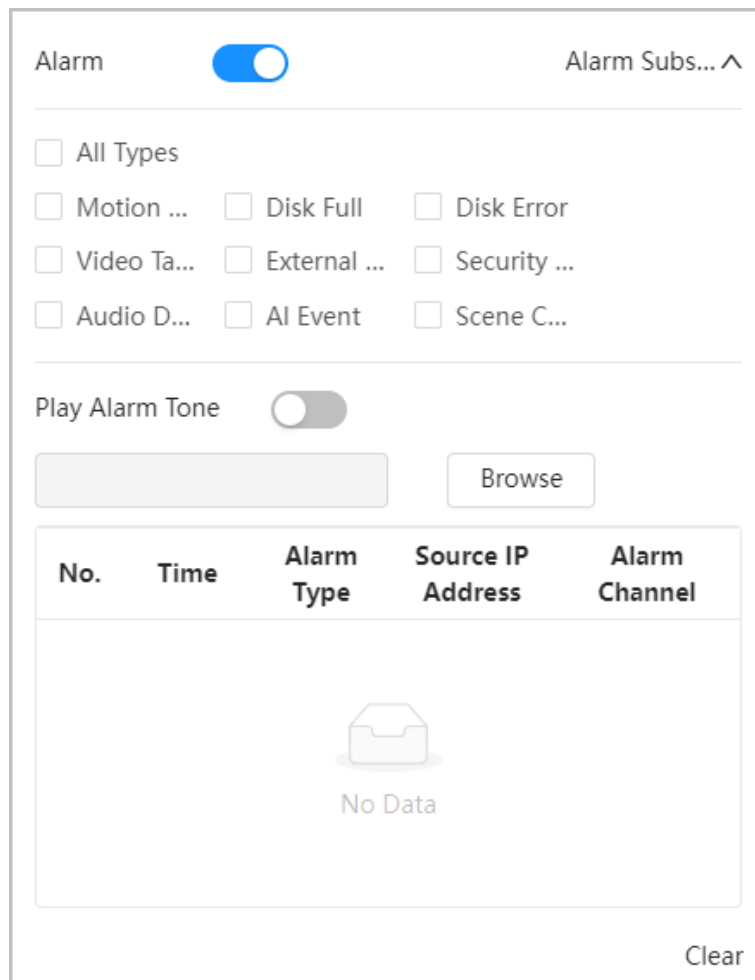 Alarm Alarm Subs...
All Types
Motion ... Disk Full Disk Error
Video Ta... External ... Security ...
Audio D... AI Event Scene C...
Play Alarm Tone
Browse
No. Time Alarm Type Source IP Address Alarm Channel
No Data
Clear